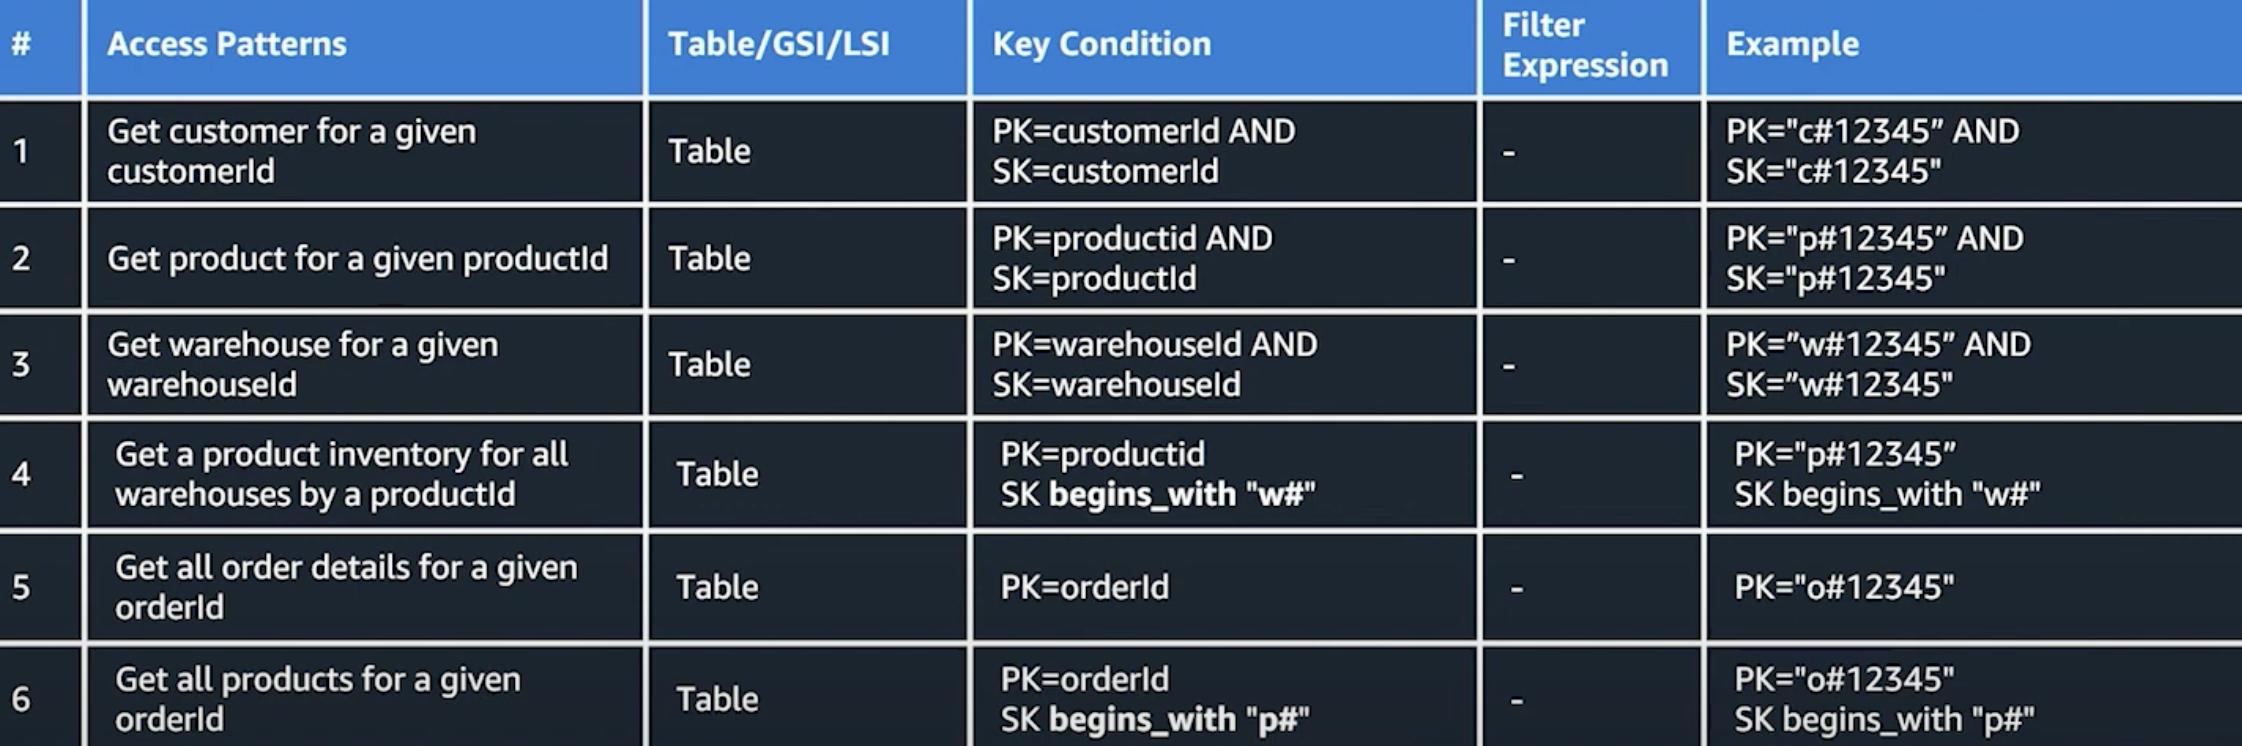 #
Access Patterns
Table/GSI/LSI
Key Condition
Filter
Expression
Example
1
Get customer for a given
customerId
Table
PK=customerId AND
SK=customerId
-
PK="c#12345” AND
SK="c#12345"
2
Get product for a given productId
Table
PK=productid AND
SK=productId
-
PK="p#12345” AND
SK="p#12345"
3
Get warehouse for a given
warehouseId
Table
PK=warehouseId AND
SK=warehouseId
-
PK=”w#12345” AND
SK=”w#12345"
4
Get a product inventory for all
warehouses by a productId
Table
PK=productid
SK begins_with "w#"
-
PK="p#12345”
SK begins_with "w#"
5
Get all order details for a given
orderId
Table
PK=orderId
-
PK="o#12345"
6
Get all products for a given
orderId
Table
PK=orderId
SK begins_with "p#"
-
PK="o#12345"
SK begins_with "p#"